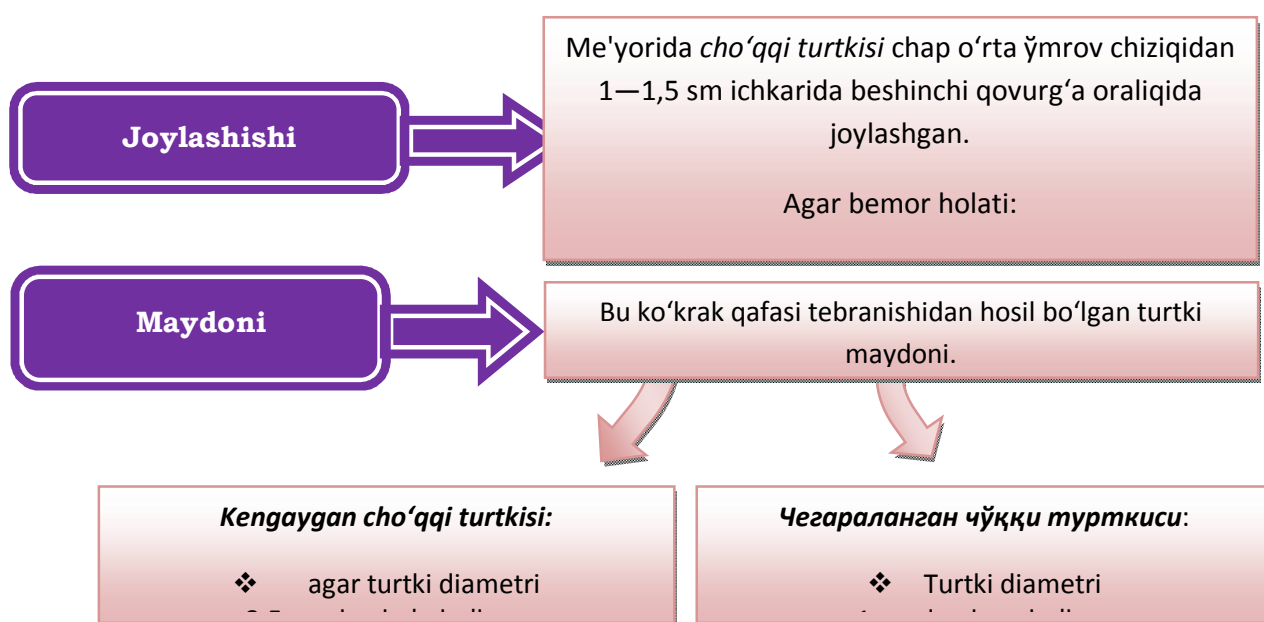 Joylashishi
Me'yorida cho‘qqi turtkisi chap o‘rta ўmrov chiziqidan
1—1,5 sm ichkarida beshinchi qovurg‘a oraliqida
joylashgan.
Agar bemor holati:
Maydoni
Bu ko‘krak qafasi tebranishidan hosil bo‘lgan turtki
maydoni.
Kengaygan cho‘qqi turtkisi:
❖ agar turtki diametri
Чегараланган чўққи турткиси:
❖ Turtki diametri